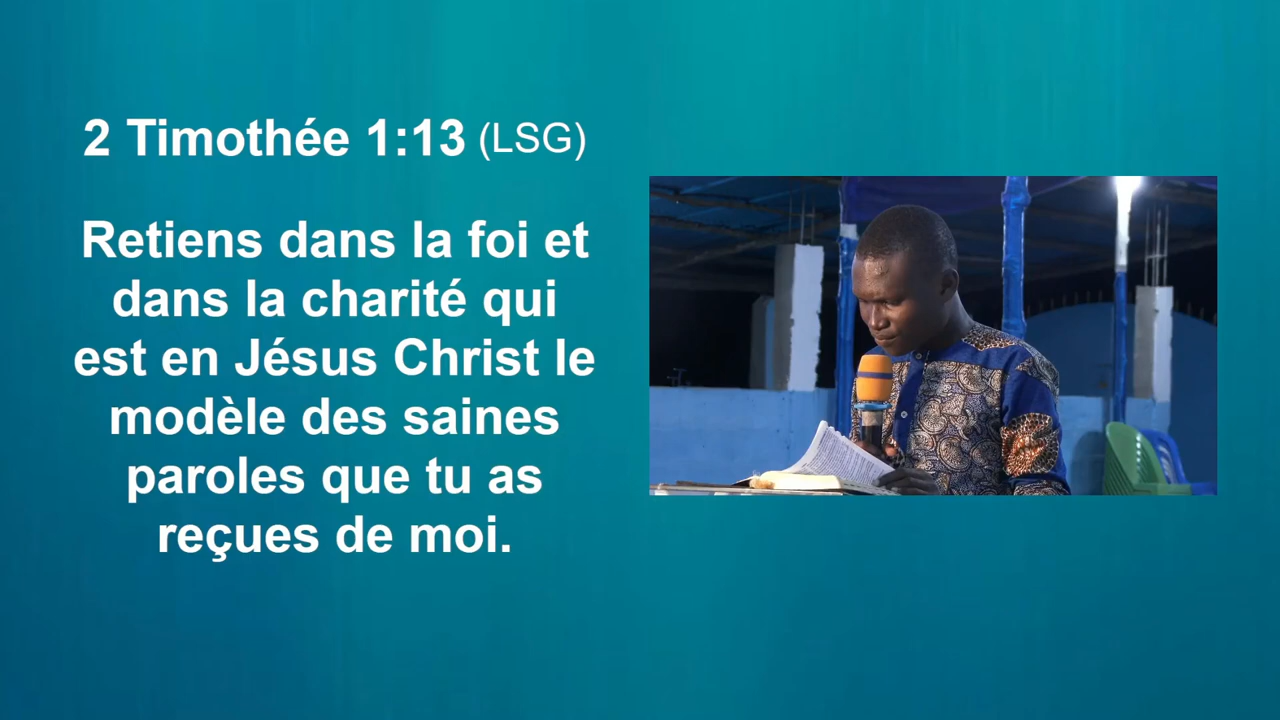 2 Timothée 1:13 (LSG)
Retiens dans la foi et
dans la charité qui
est en Jésus Christ le
modèle des saines
paroles que tu as
reçues de moi.